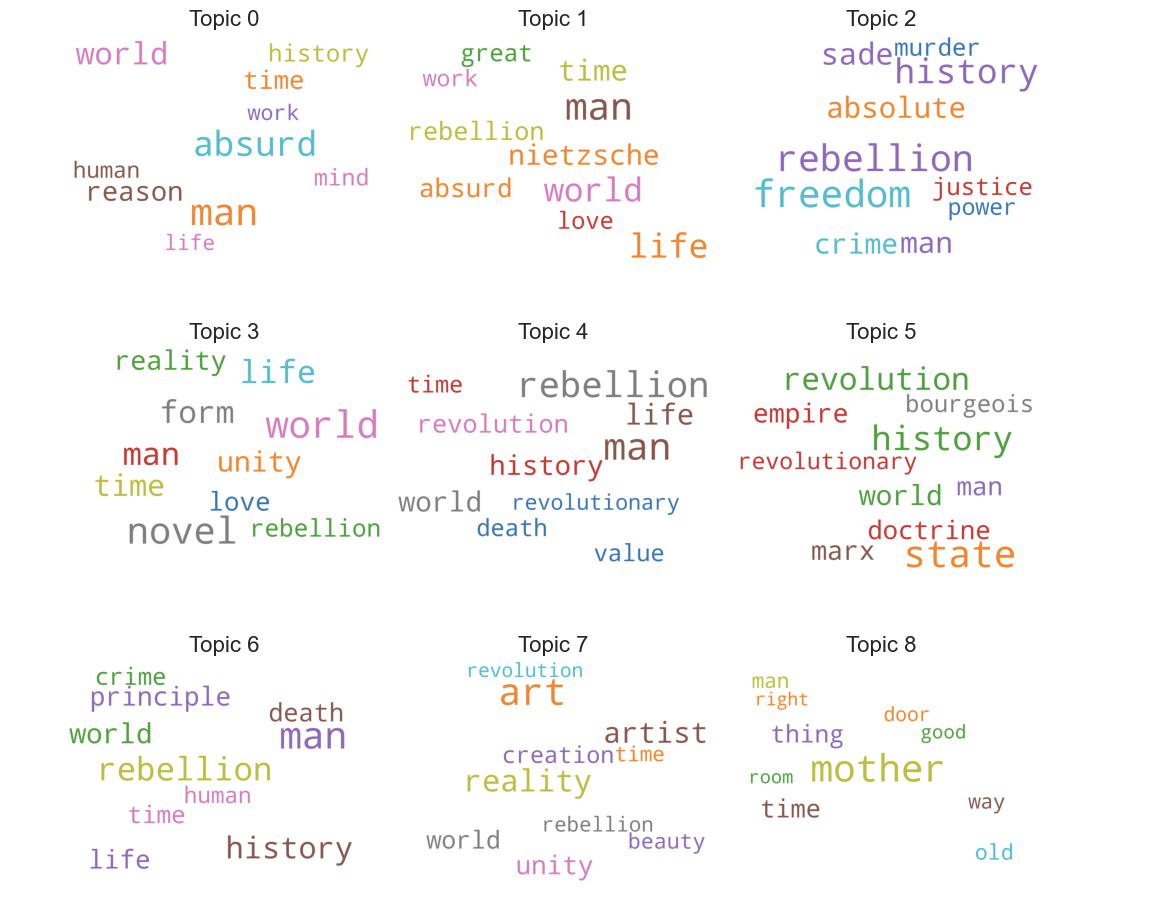 Topic 0
world
history
time
work
absurd
human
mind
reason
man
life
Topic 1
great
work
time
man
rebellion
nietzsche
absurd
world
love
life
Topic 2
murder
sade
history
absolute
rebellion
freedom
justice
power
crime
man
Topic 3
reality
life
form
world
man
unity
time
love
novel
rebellion
Topic 4
time
rebellion
life
revolution
man
history
world
revolutionary
death
value
Topic 5
revolution
bourgeois
empire
history
revolutionary
man
world
doctrine
marx
state
Topic 6
crime
principle
death
world
man
rebellion
human
time
history
life
Topic 7
revolution
art
artist
creation
time
reality
rebellion
world
beauty
unity
Topic 8
man
right
door
thing
good
mother
room
way
time
old